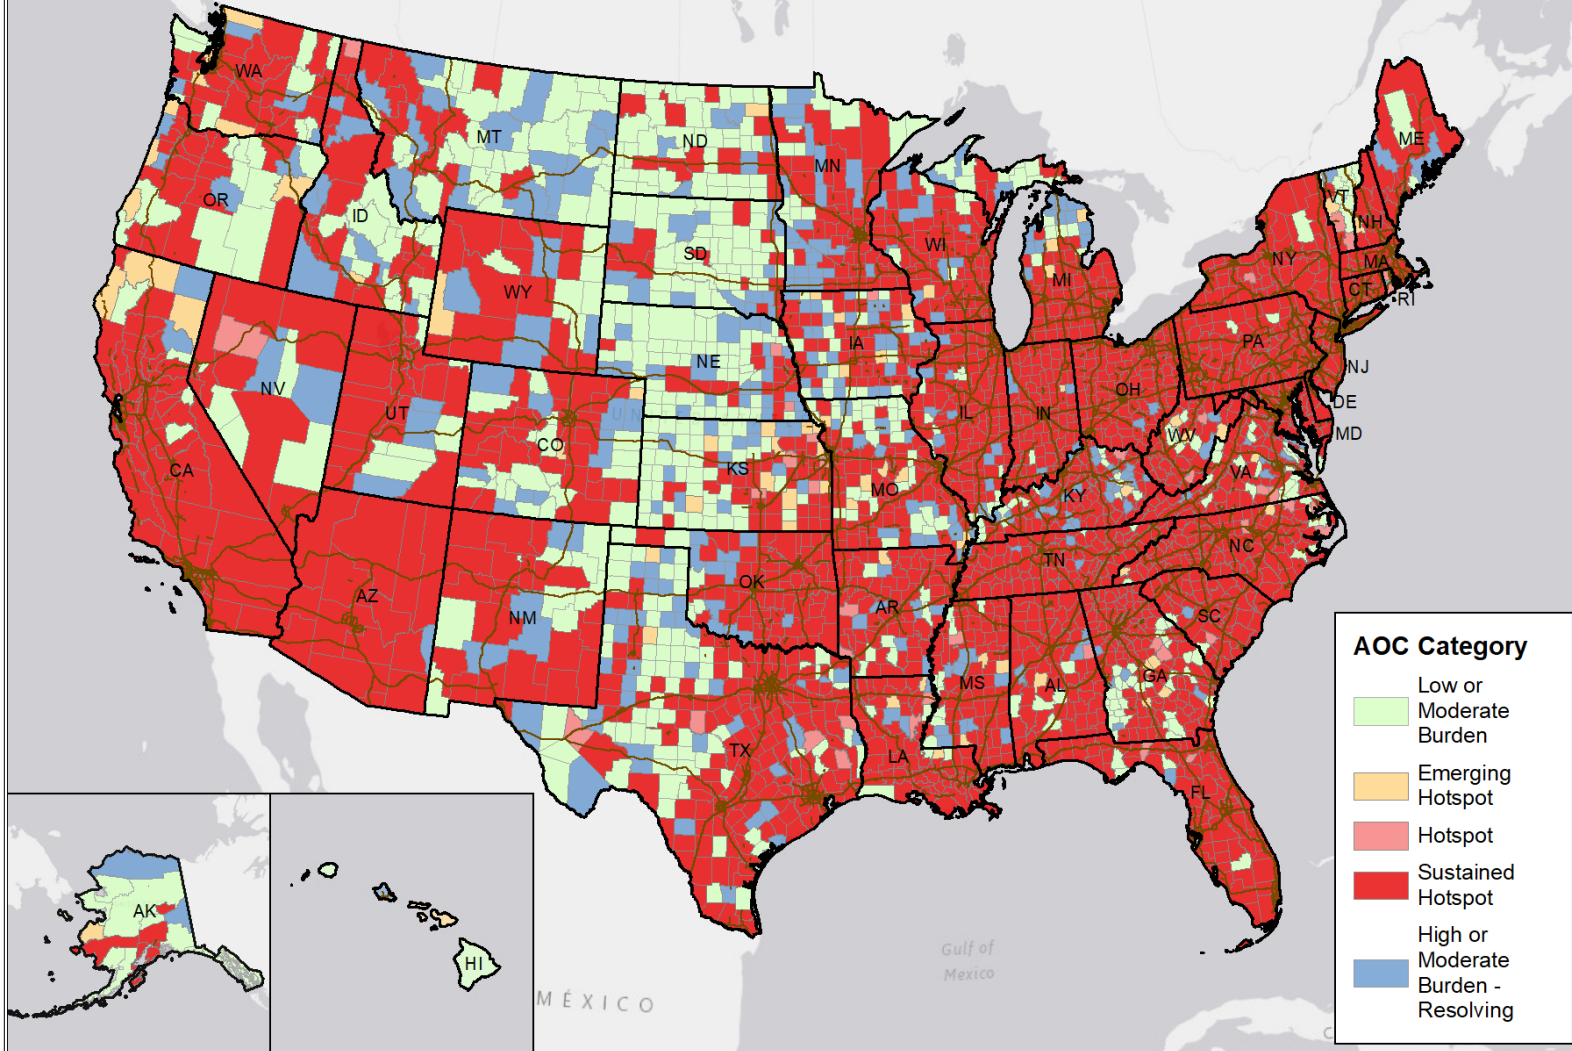 WA
MT
ND
MN
ME
OR
ID
VT
NH
SD
WI
NY
MA
WY
MI
CT
RI
IA
PA
NE
NJ
NV
UT
IL
IN
OH
DE
MD
CO
WV
CA
KS
MO
VA
KY
NC
TN
OK
AZ
AR
SC
NM
MS
AL
GA
TX
LA
FL
AK
HI
Gulf of
Mexico
MÉXICO
AOC Category
Low or
Moderate
Burden
Emerging
Hotspot
Hotspot
Sustained
Hotspot
High or
Moderate
Burden -
Resolving